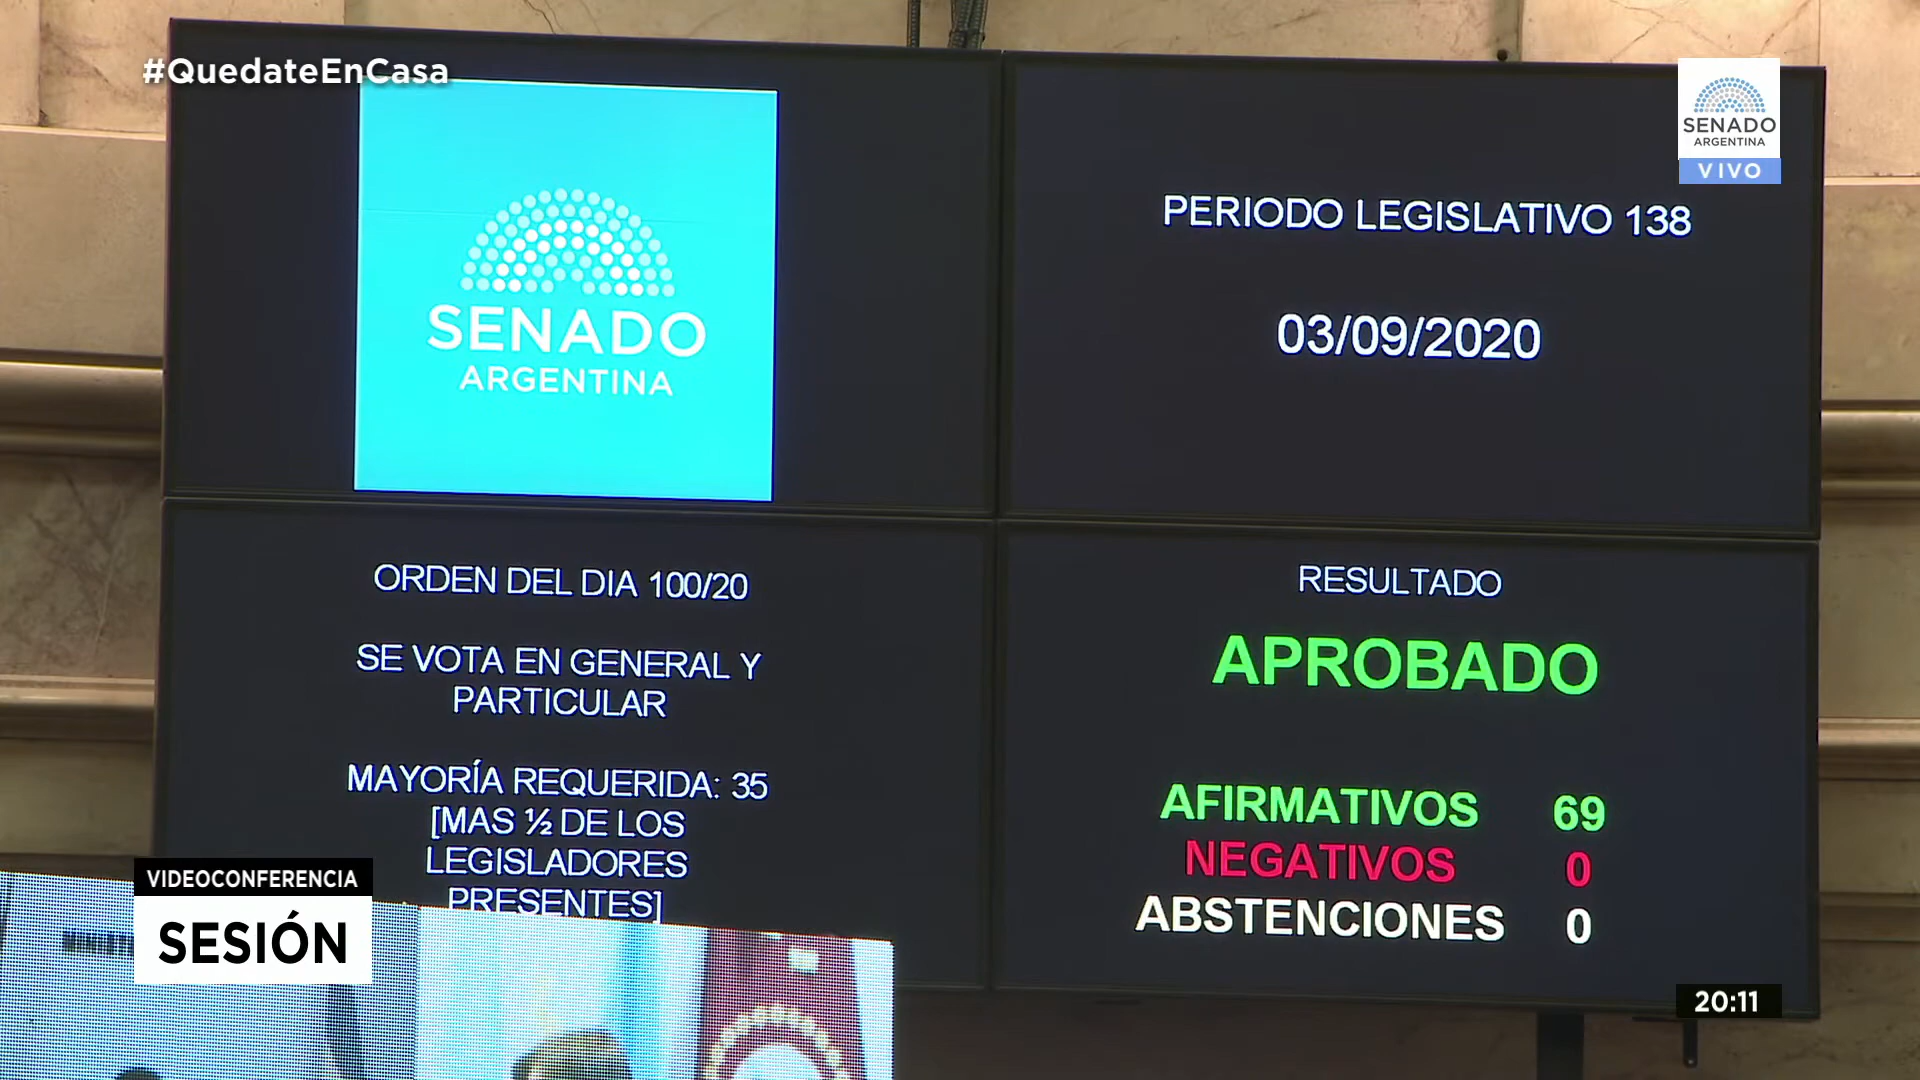 #QuedateEnCasa
SENADO
ARGENTINA
VIVO
SENADO
ARGENTINA
PERIODO LEGISLATIVO 138
03/09/2020
ORDEN DEL DIA 100/20
SE VOTA EN GENERAL Y
PARTICULAR
MAYORÍA REQUERIDA: 35
[MAS ½ DE LOS
LEGISLADORES
PRESENTES]
RESULTADO
APROBADO
AFIRMATIVOS 69
NEGATIVOS 0
ABSTENCIONES 0
VIDEOCONFERENCIA
SESIÓN
20:11